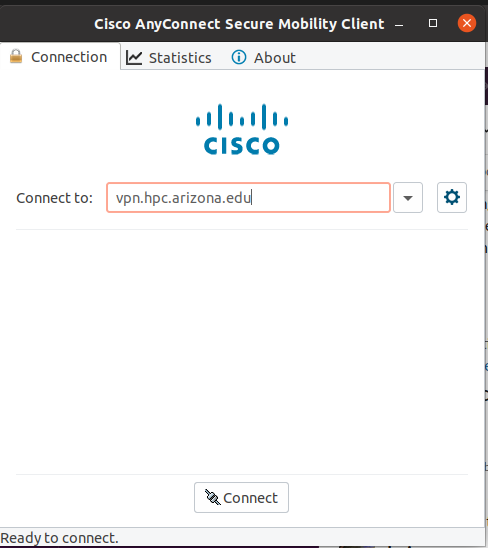 Cisco AnyConnect Secure Mobility Client
Connection Statistics About
CISCO
Connect to: vpn.hpc.arizona.edu
Connect
Ready to connect.